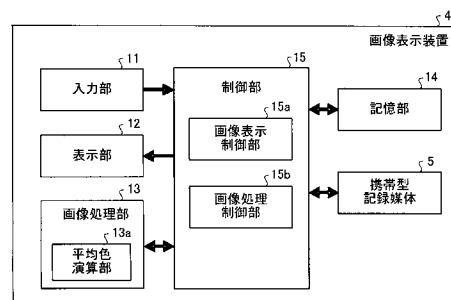 4
画像表示装置
11
入力部
12
表示部
13
画像処理部
13a
平均色
演算部
15
制御部
15a
画像表示
制御部
15b
画像処理
制御部
14
記憶部
5
携帯型
記録媒体